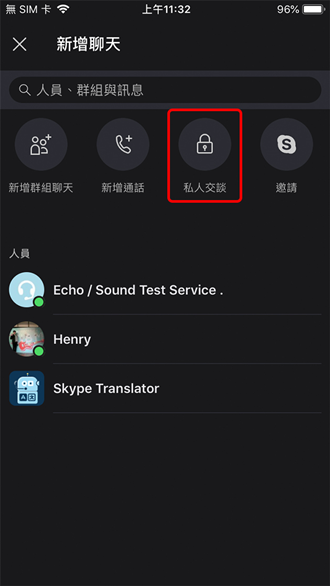 無 SIM 卡 上午11:32 96%
新增聊天
人員、群組與訊息
新增群組聊天 新增通話 私人交談 邀請
人員
Echo / Sound Test Service .
Henry
Skype Translator